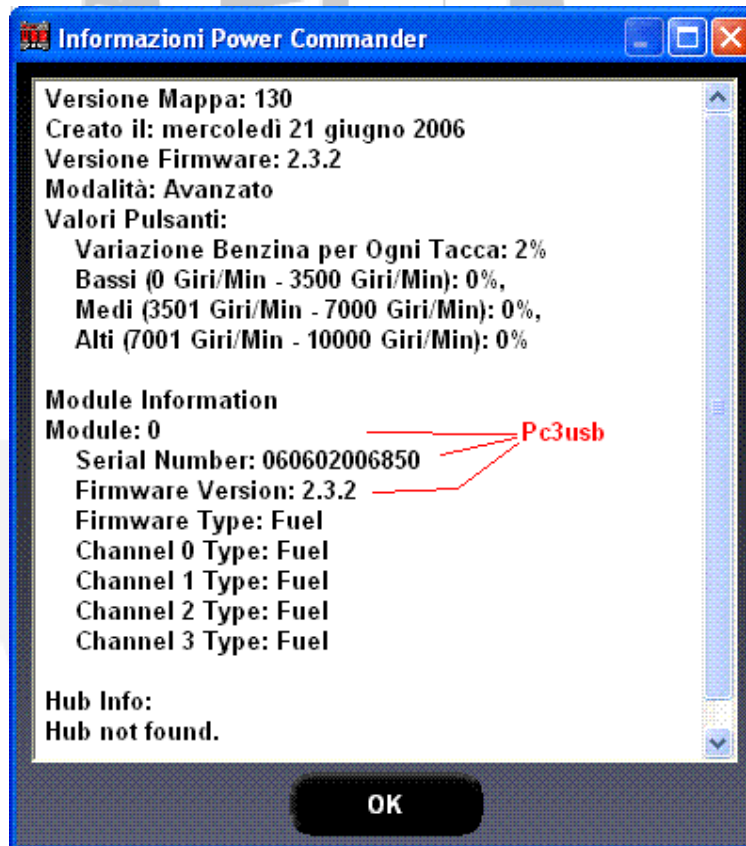 Informazioni Power Commander
Versione Mappa: 130
Creato il: mercoledì 21 giugno 2006
Versione Firmware: 2.3.2
Modalità: Avanzato
Valori Pulsanti:
Variazione Benzina per Ogni Tacca: 2%
Bassi (0 Giri/Min - 3500 Giri/Min): 0%,
Medi (3501 Giri/Min - 7000 Giri/Min): 0%,
Alti (7001 Giri/Min - 10000 Giri/Min): 0%
Module Information
Module: 0 Pc3usb
Serial Number: 060602006850
Firmware Version: 2.3.2
Firmware Type: Fuel
Channel 0 Type: Fuel
Channel 1 Type: Fuel
Channel 2 Type: Fuel
Channel 3 Type: Fuel
Hub Info:
Hub not found.
OK